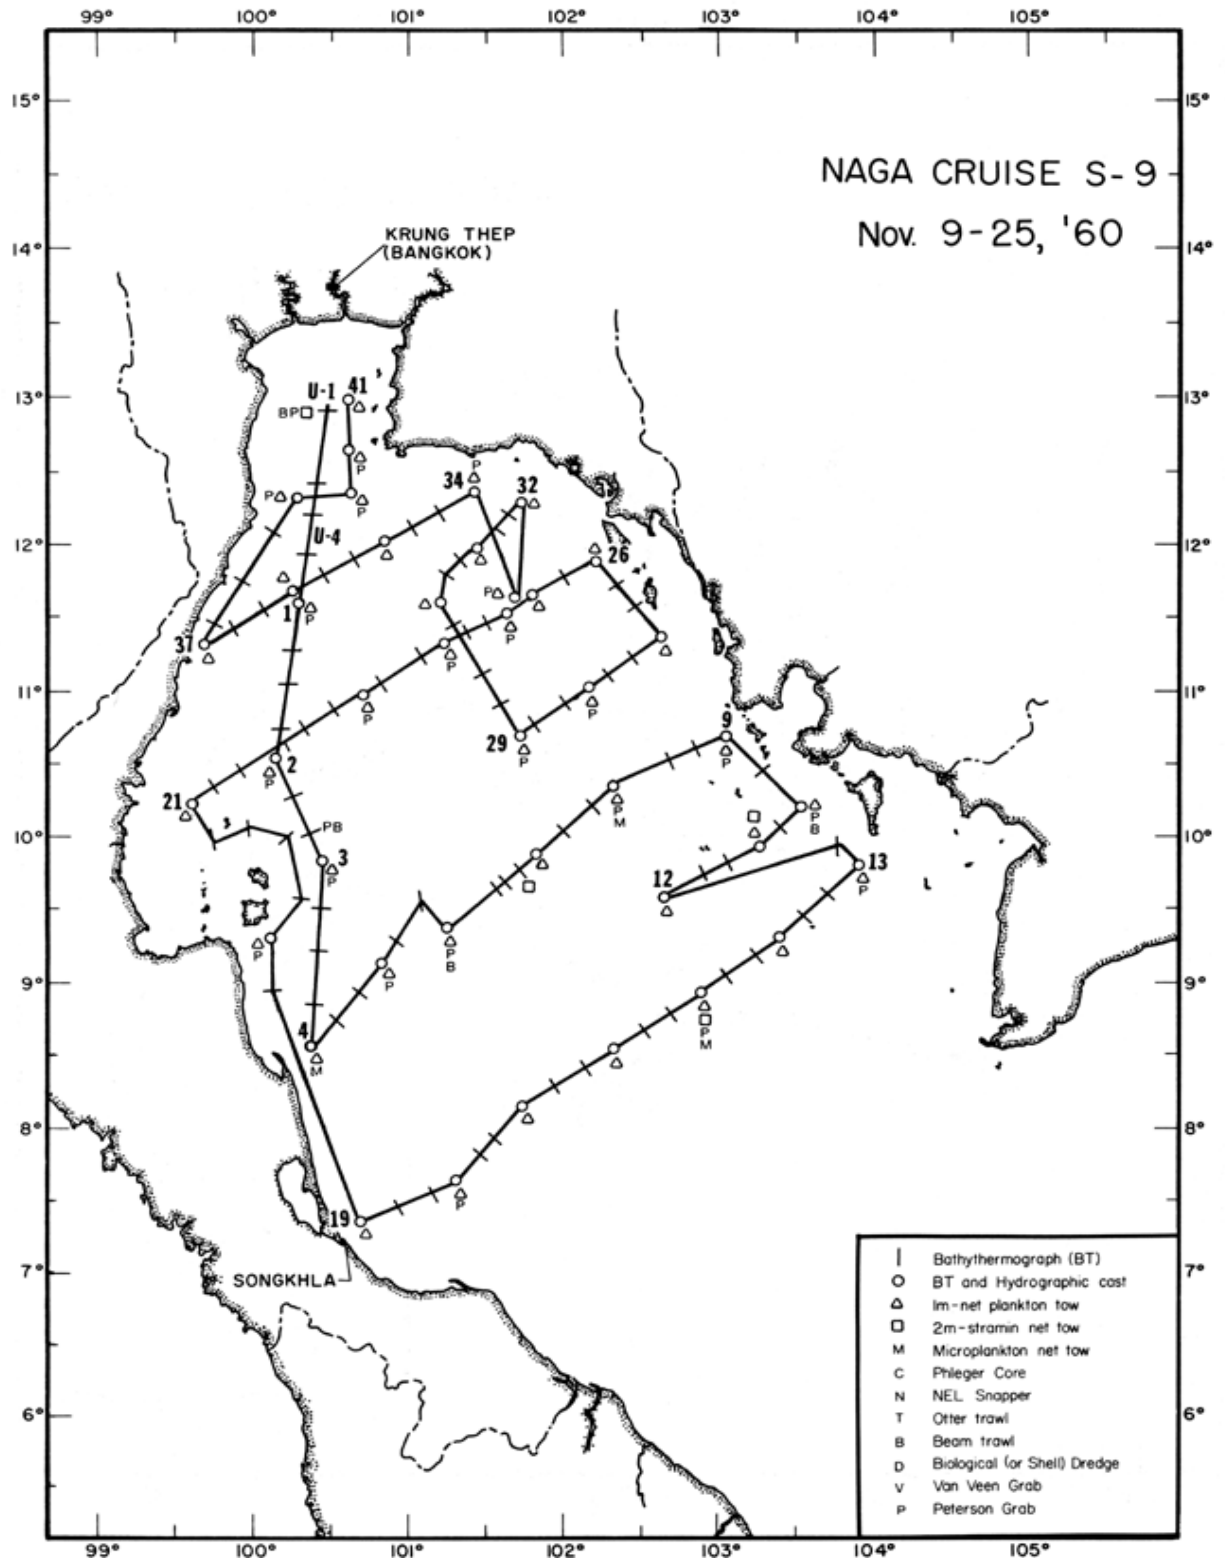 99° 100° 101° 102° 103° 104° 105°
15° 15°
NAGA CRUISE S-9
Nov. 9-25, '60
KRUNG THEP
(BANGKOK)
14° 14°
13° 13°
U-1 41
BP
P
P
34 32
P P
U-4
12° 12°
26
P
1 P
P
37
P
11° 11°
P
P
29 9
P P
2
P
21
P
M
P
B
PB
10° 10°
3
P
13
12
P
P
P
B
P
9° 9°
4
M
P
M
8° 8°
P
19
SONGKHLA
7° 7°
6° 6°
Bathythermograph (BT)
BT and Hydrographic cast
1m-net plankton tow
2m-stramin net tow
M Microplankton net tow
C Phleger Core
N NEL Snapper
T Otter trawl
B Beam trawl
D Biological (or Shell) Dredge
V Van Veen Grab
P Peterson Grab
99° 100° 101° 102° 103° 104° 105°